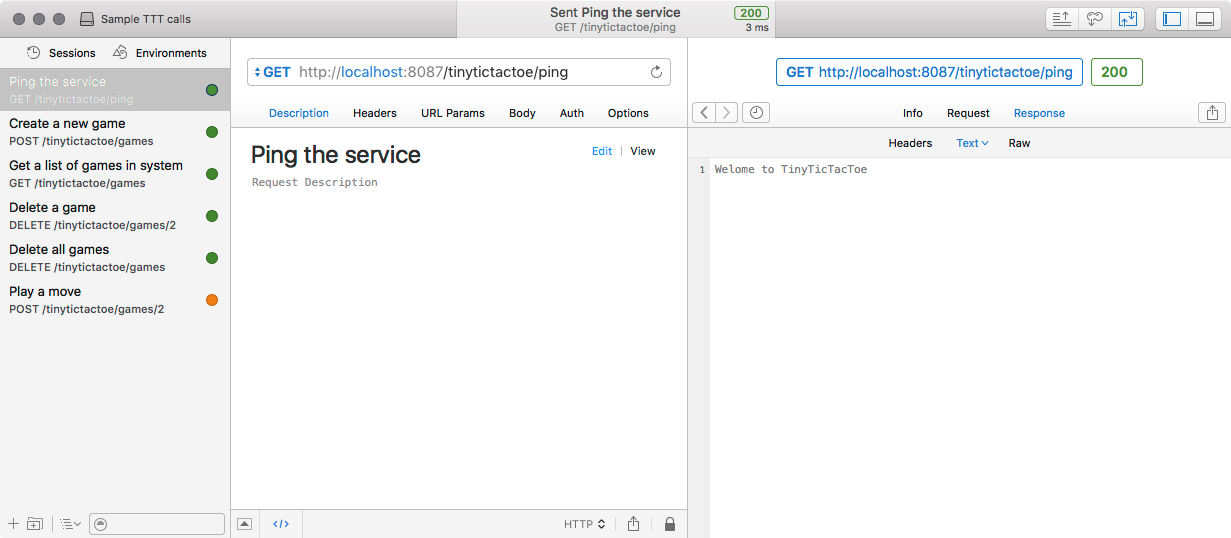 Sample TTT calls
Sent Ping the service
GET /tinytictactoe/ping
200
3 ms
Sessions
Environments
Ping the service
GET /tinytictactoe/ping
Create a new game
POST /tinytictactoe/games
Get a list of games in system
GET /tinytictactoe/games
Delete a game
DELETE /tinytictactoe/games/2
Delete all games
DELETE /tinytictactoe/games
Play a move
POST /tinytictactoe/games/2
GET http://localhost:8087/tinytictactoe/ping
Description Headers URL Params Body Auth Options
Ping the service
Edit | View
Request Description
</> HTTP
GET http://localhost:8087/tinytictactoe/ping
200
Info Request Response
Headers Text Raw
1 Welome to TinyTicTacToe